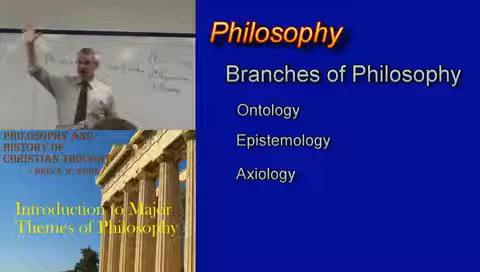 Philosophy
Branches of Philosophy
Ontology
Epistemology
Axiology
PHILOSOPHY AND
HISTORY OF
CHRISTIAN THOUGHT
Introduction to Major
Themes of Philosophy